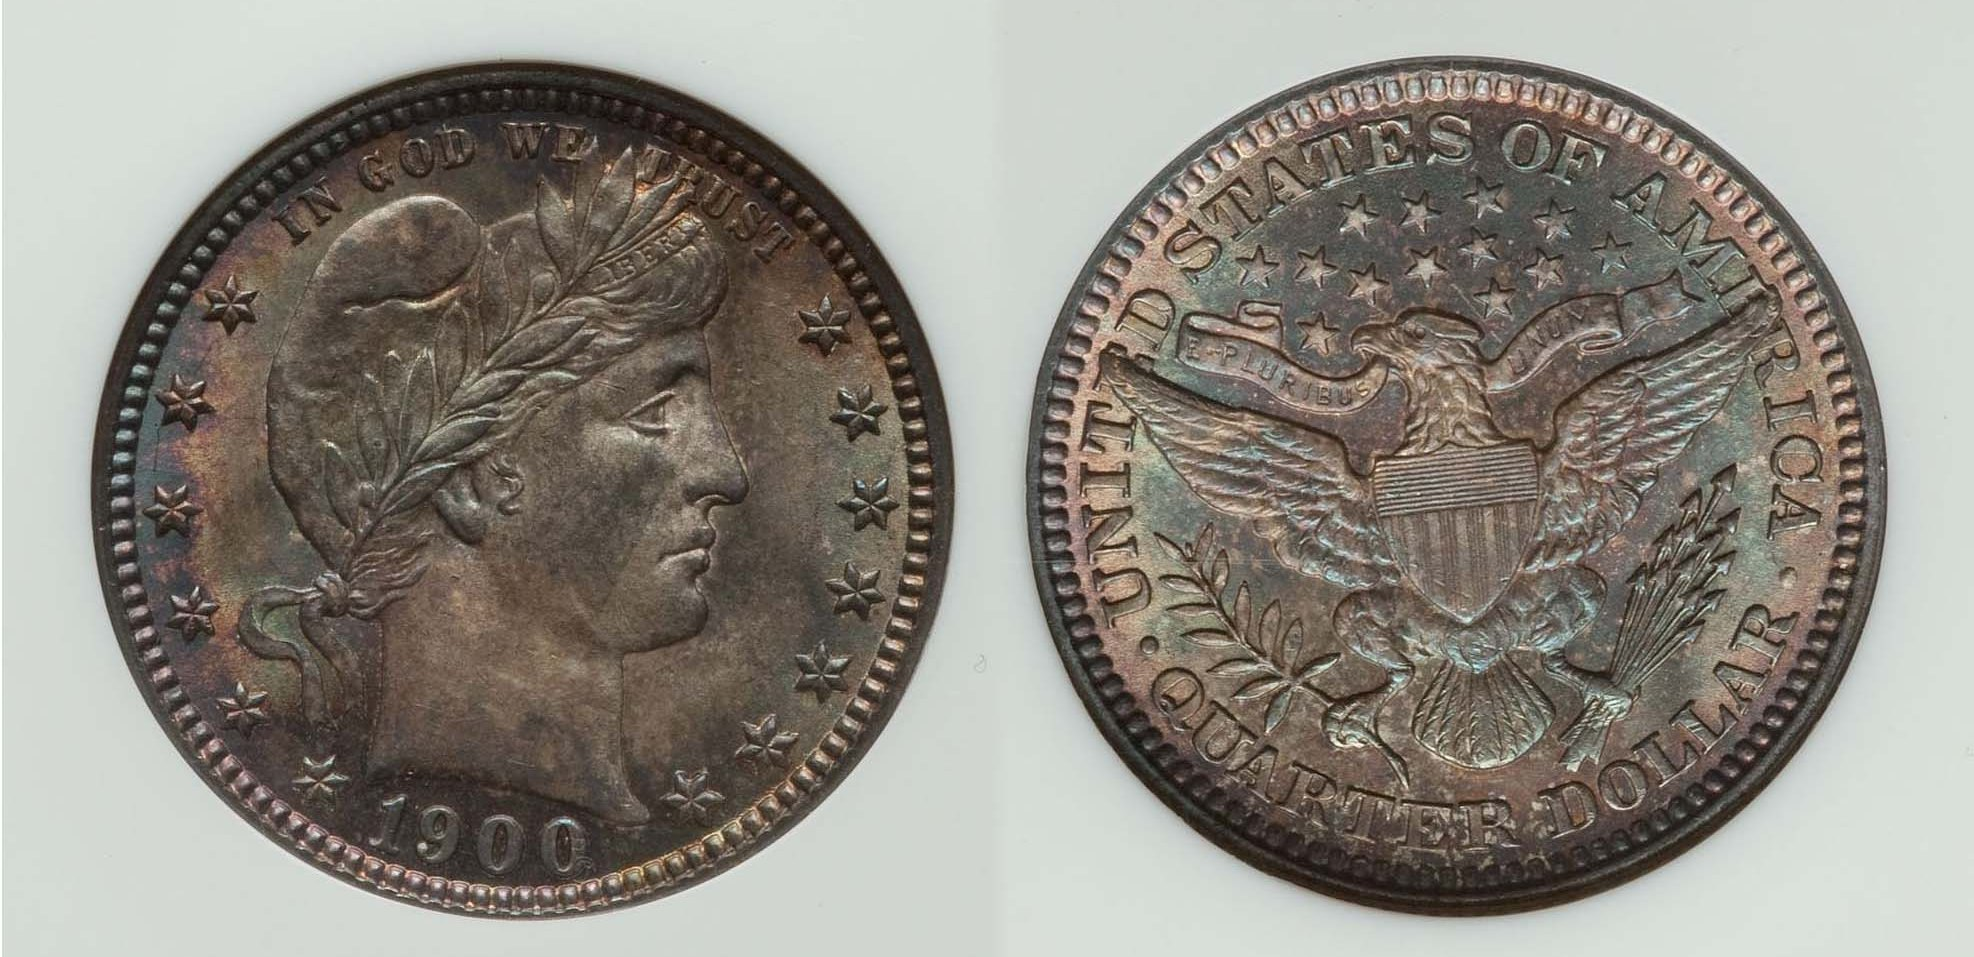 IN GOD WE TRUST
LIBERTY
1900
UNITED STATES OF AMERICA
E·PLURIBUS UNUM
· QUARTER DOLLAR ·